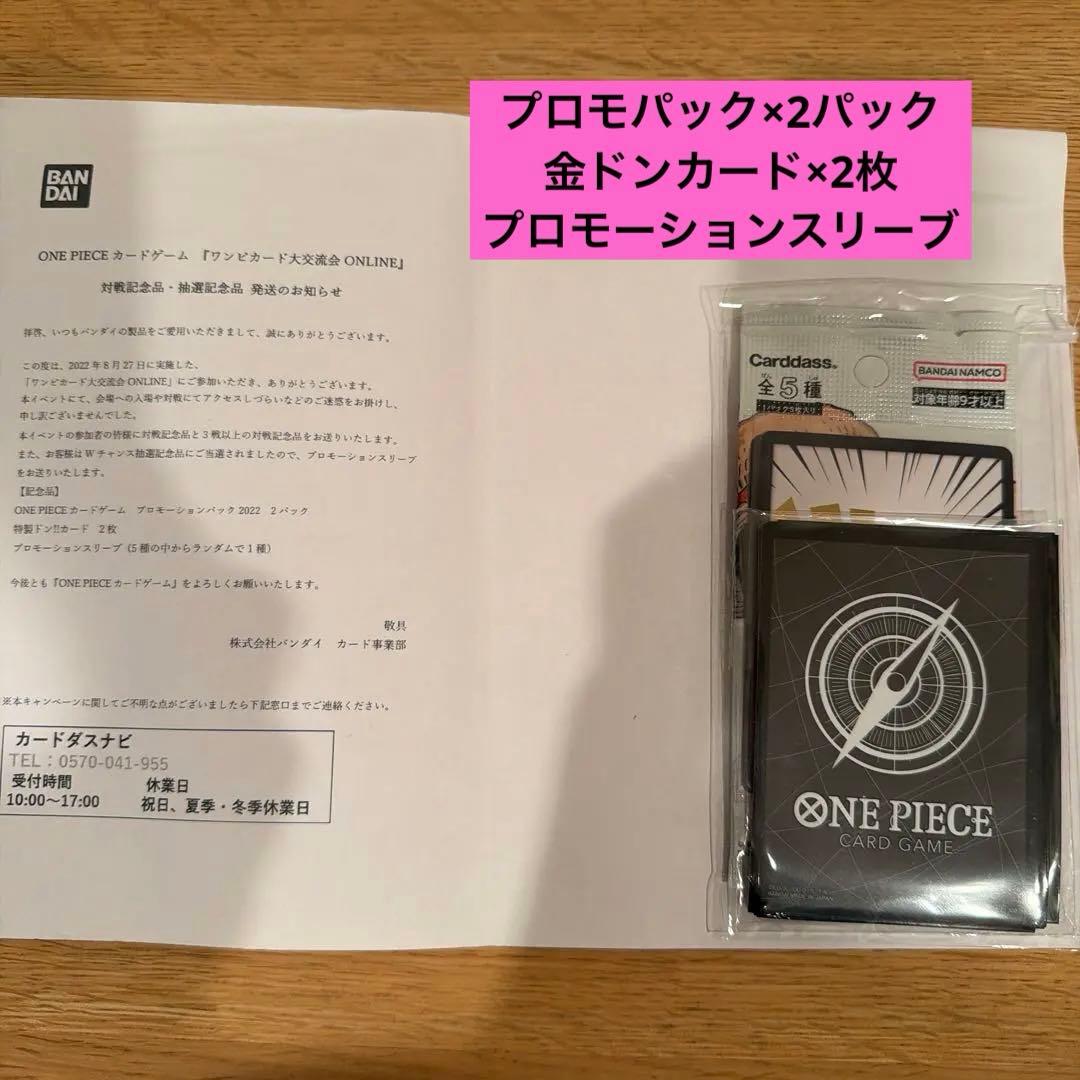 プロモパック×2パック
金ドンカード×2枚
プロモーションスリーブ
BAN
DAI
ONE PIECE カードゲーム 『ワンピカード大交流会 ONLINE』
対戦記念品・抽選記念品 発送のお知らせ
拝啓、いつもバンダイの製品をご愛用いただきまして、誠にありがとうございます。
この度は、2022年8月27日に実施した、
「ワンピカード大交流会 ONLINE」にご参加いただき、ありがとうございます。
本イベントにて、会場への入場や対戦にてアクセスしづらいなどのご迷惑をお掛けし、
申し訳ございませんでした。
本イベントの参加者の皆様に対戦記念品と3戦以上の対戦記念品をお送りいたします。
また、お客様は W チャンス抽選記念品にご当選されましたので、プロモーションスリーブ
をお送りいたします。
【記念品】
ONE PIECE カードゲーム プロモーションパック 2022 2パック
特製ドン!!カード 2枚
プロモーションスリーブ（5種の中からランダムで1種）
今後とも『ONE PIECE カードゲーム』をよろしくお願いいたします。
敬具
株式会社バンダイ カード事業部
※本キャンペーンに関してご不明な点がございましたら下記窓口までご連絡ください。
カードダスナビ
TEL：0570-041-955
受付時間 休業日
10:00～17:00 祝日、夏季・冬季休業日
Carddass®
全5種
BANDAI NAMCO
対象年齢9才以上
ONE PIECE
CARD GAME